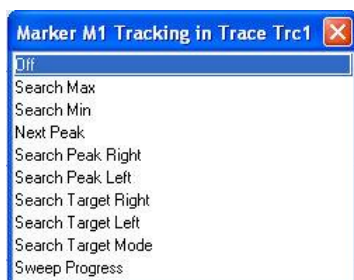 Marker M1 Tracking in Trace Trc1
Off
Search Max
Search Min
Next Peak
Search Peak Right
Search Peak Left
Search Target Right
Search Target Left
Search Target Mode
Sweep Progress